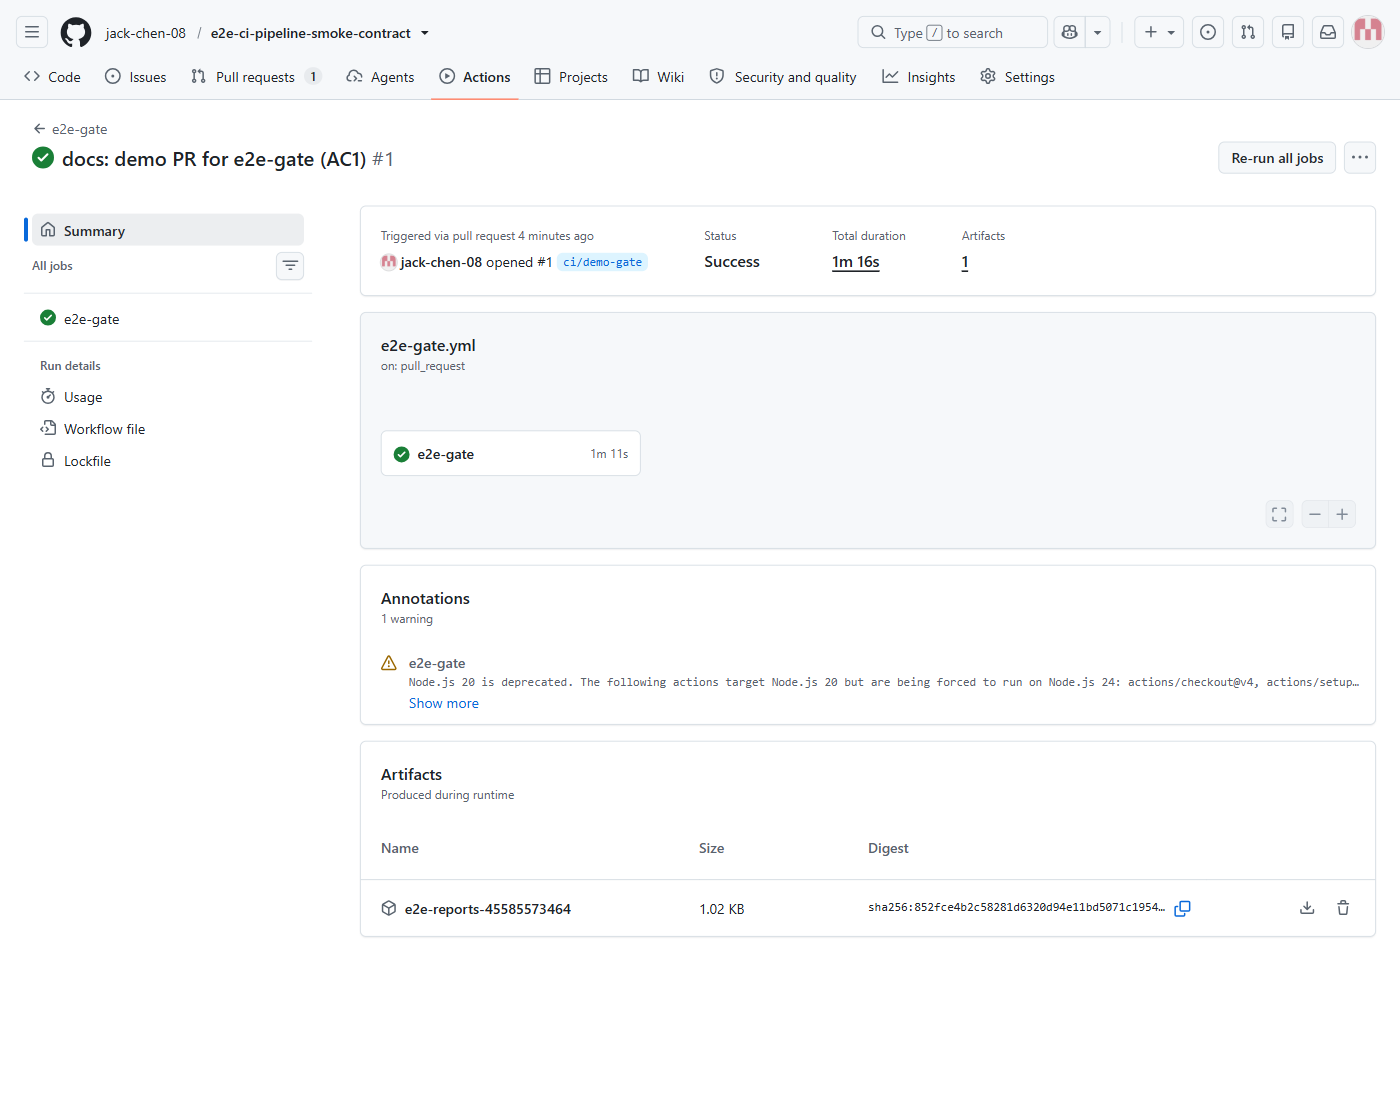 jack-chen-08 / e2e-ci-pipeline-smoke-contract
Type / to search
Code
Issues
Pull requests 1
Agents
Actions
Projects
Wiki
Security and quality
Insights
Settings
e2e-gate
docs: demo PR for e2e-gate (AC1) #1
Re-run all jobs
Summary
All jobs
e2e-gate
Run details
Usage
Workflow file
Lockfile
Triggered via pull request 4 minutes ago
jack-chen-08 opened #1 ci/demo-gate
Status
Success
Total duration
1m 16s
Artifacts
1
e2e-gate.yml
on: pull_request
e2e-gate 1m 11s
Annotations
1 warning
e2e-gate
Node.js 20 is deprecated. The following actions target Node.js 20 but are being forced to run on Node.js 24: actions/checkout@v4, actions/setup…
Show more
Artifacts
Produced during runtime
Name Size Digest
e2e-reports-45585573464 1.02 KB sha256:852fce4b2c58281d6320d94e11bd5071c1954…